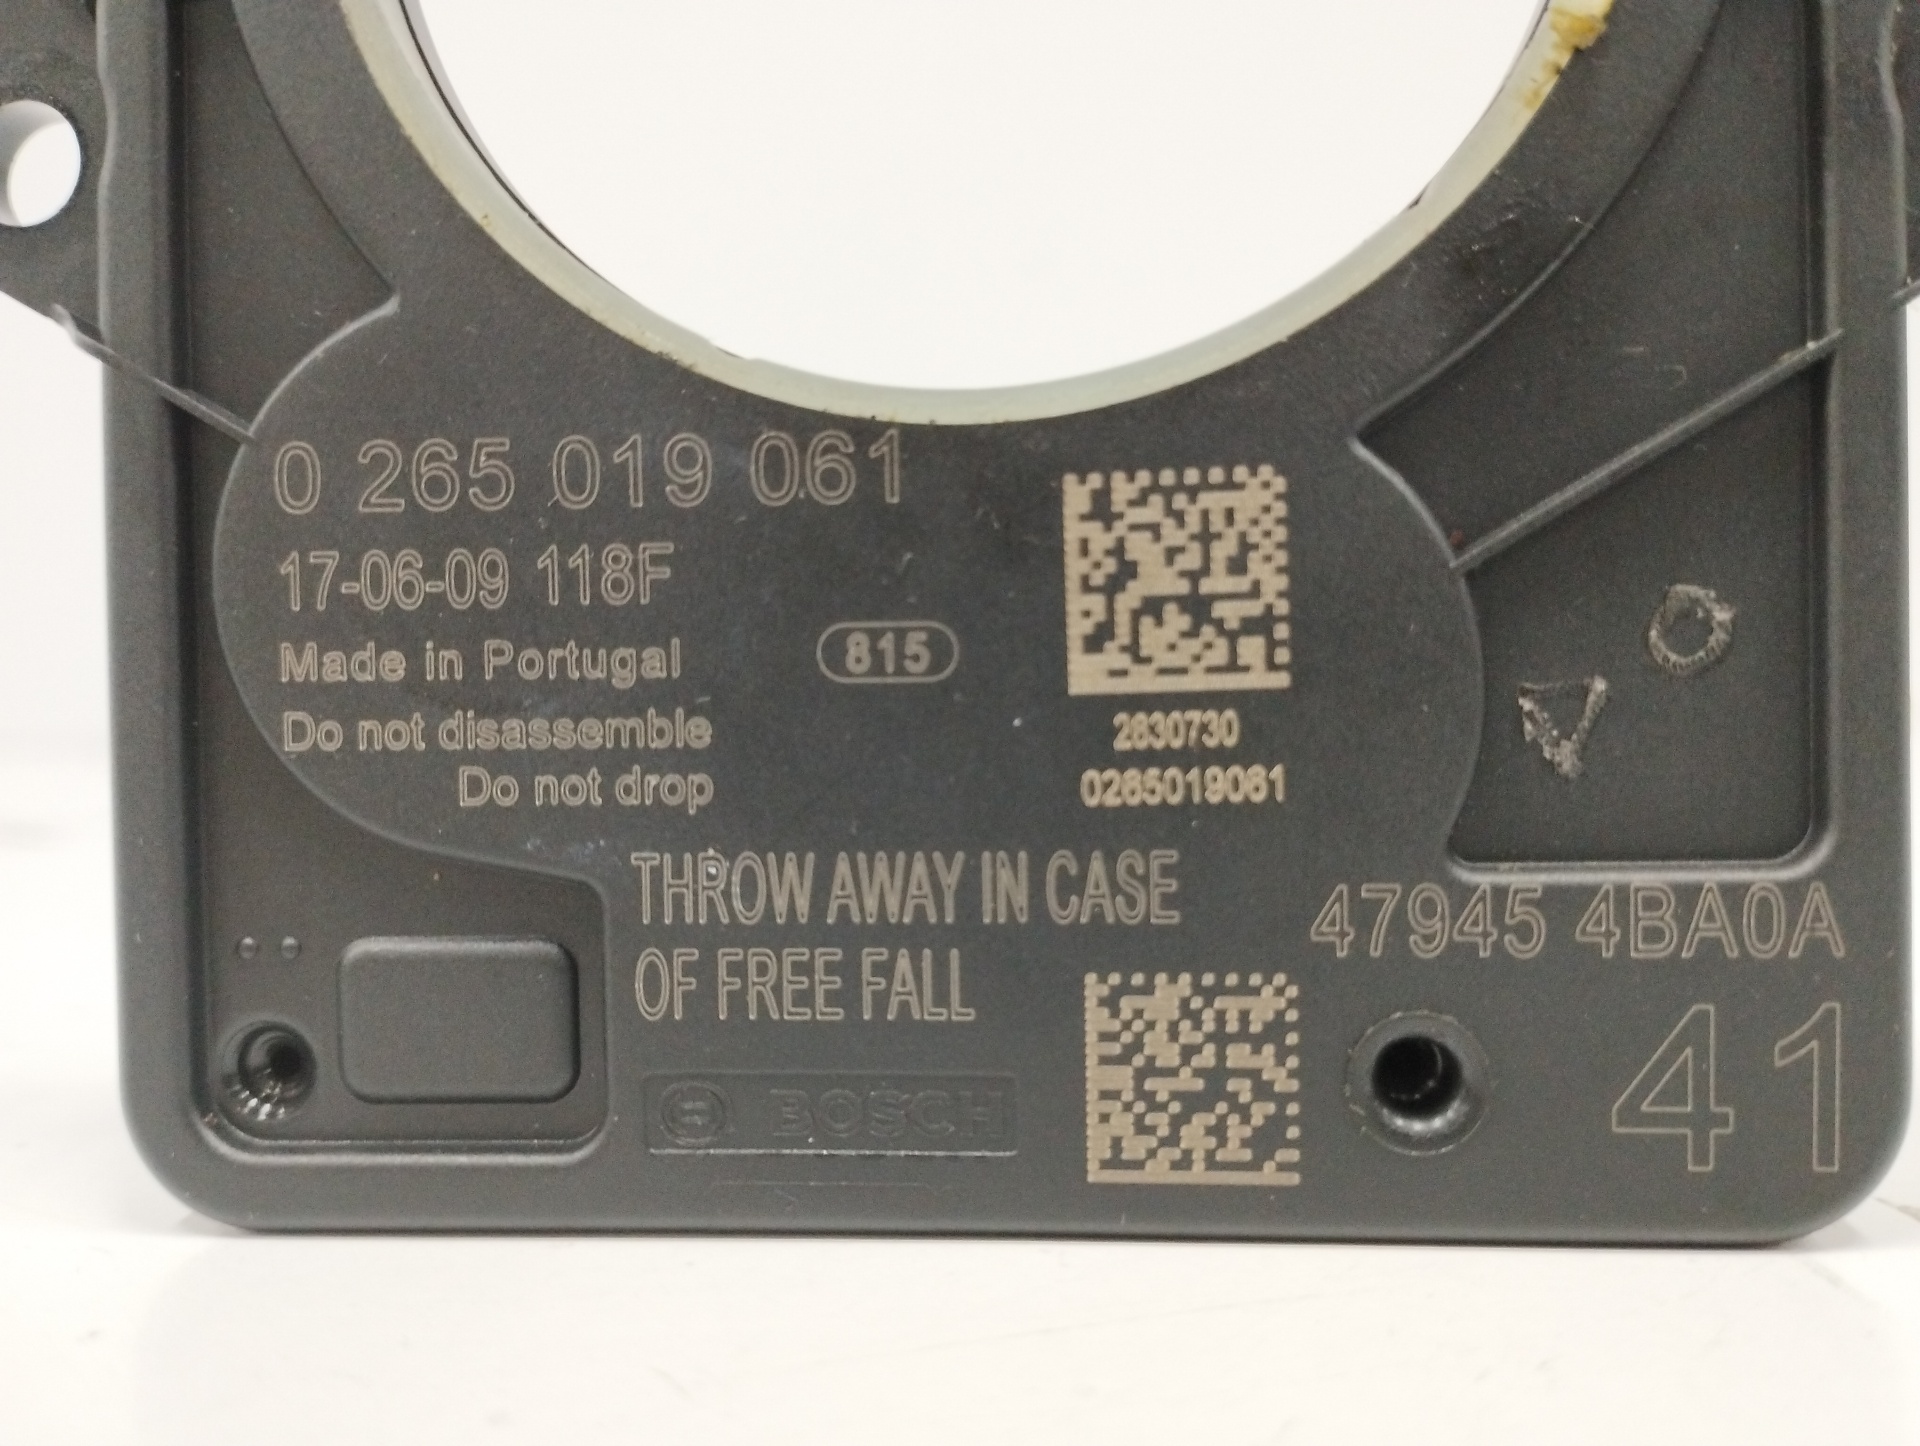 0 265 019 061
17-06-09 118F
Made in Portugal
815
Do not disassemble
Do not drop
2630730
0265019061
THROW AWAY IN CASE
OF FREE FALL
47945 4BA0A
41
BOSCH